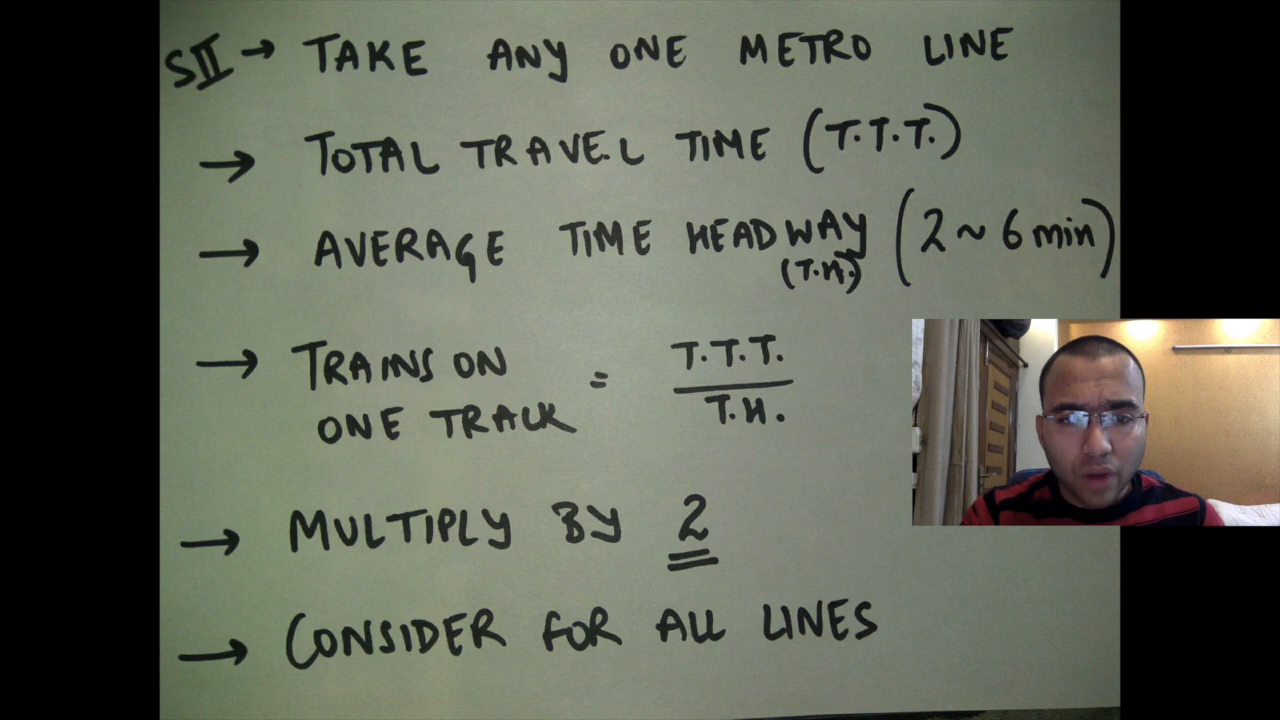 SII → TAKE ANY ONE METRO LINE
→ TOTAL TRAVEL TIME (T.T.T.)
→ AVERAGE TIME HEADWAY (2 ~ 6 min)
(T.H.)
→ TRAINS ON ONE TRACK = T.T.T. / T.H.
→ MULTIPLY BY 2
→ CONSIDER FOR ALL LINES